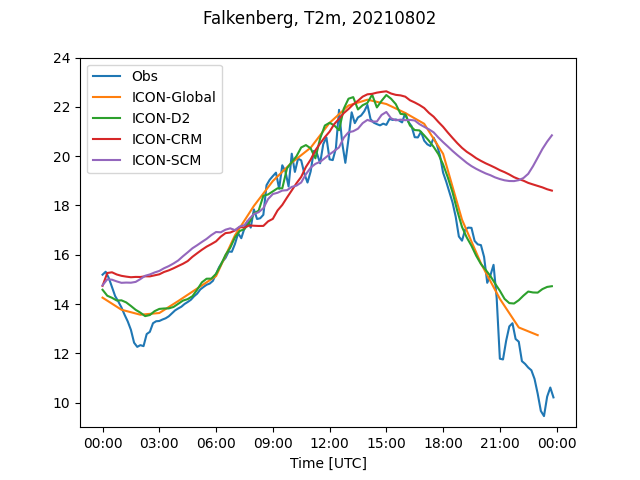 Falkenberg, T2m, 20210802
24
22
20
18
16
14
12
10
Obs
ICON-Global
ICON-D2
ICON-CRM
ICON-SCM
00:00 03:00 06:00 09:00 12:00 15:00 18:00 21:00 00:00
Time [UTC]